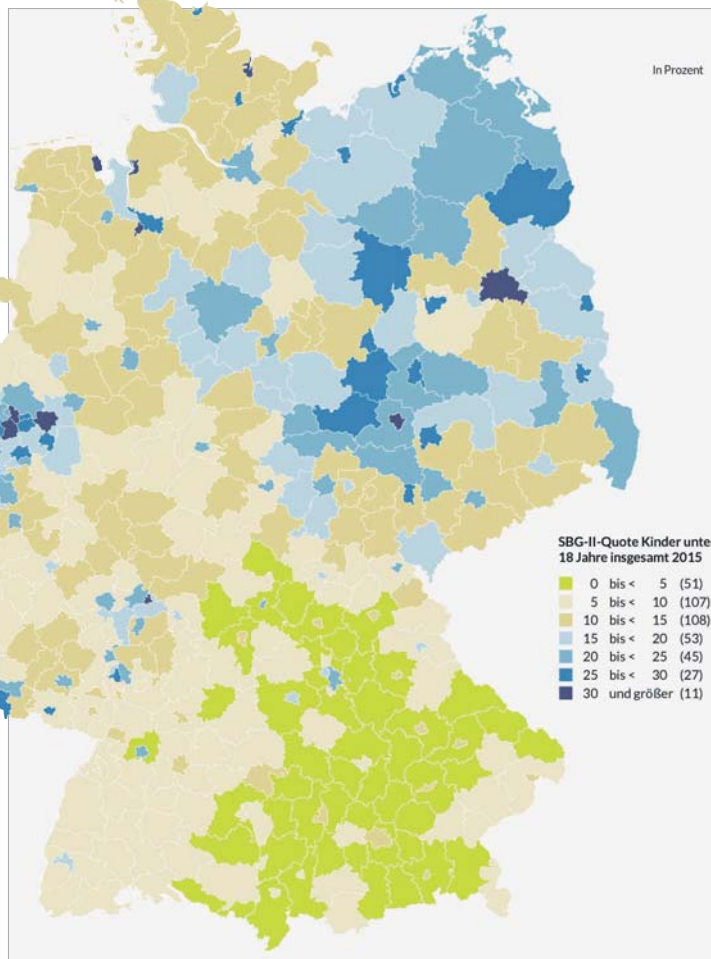 In Prozent
SBG-II-Quote Kinder unte
18 Jahre insgesamt 2015
0 bis < 5 (51)
5 bis < 10 (107)
10 bis < 15 (108)
15 bis < 20 (53)
20 bis < 25 (45)
25 bis < 30 (27)
30 und größer (11)